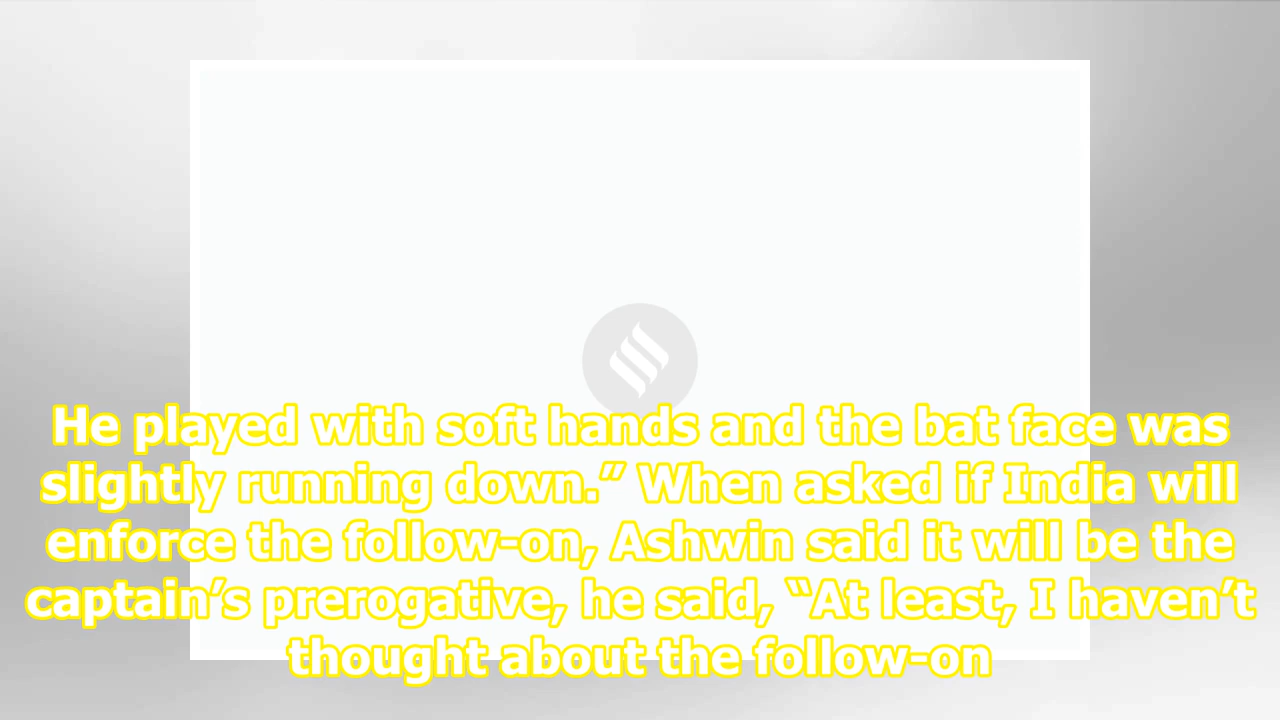 He played with soft hands and the bat face was
slightly running down.” When asked if India will
enforce the follow-on, Ashwin said it will be the
captain’s prerogative, he said, “At least, I haven’t
thought about the follow-on